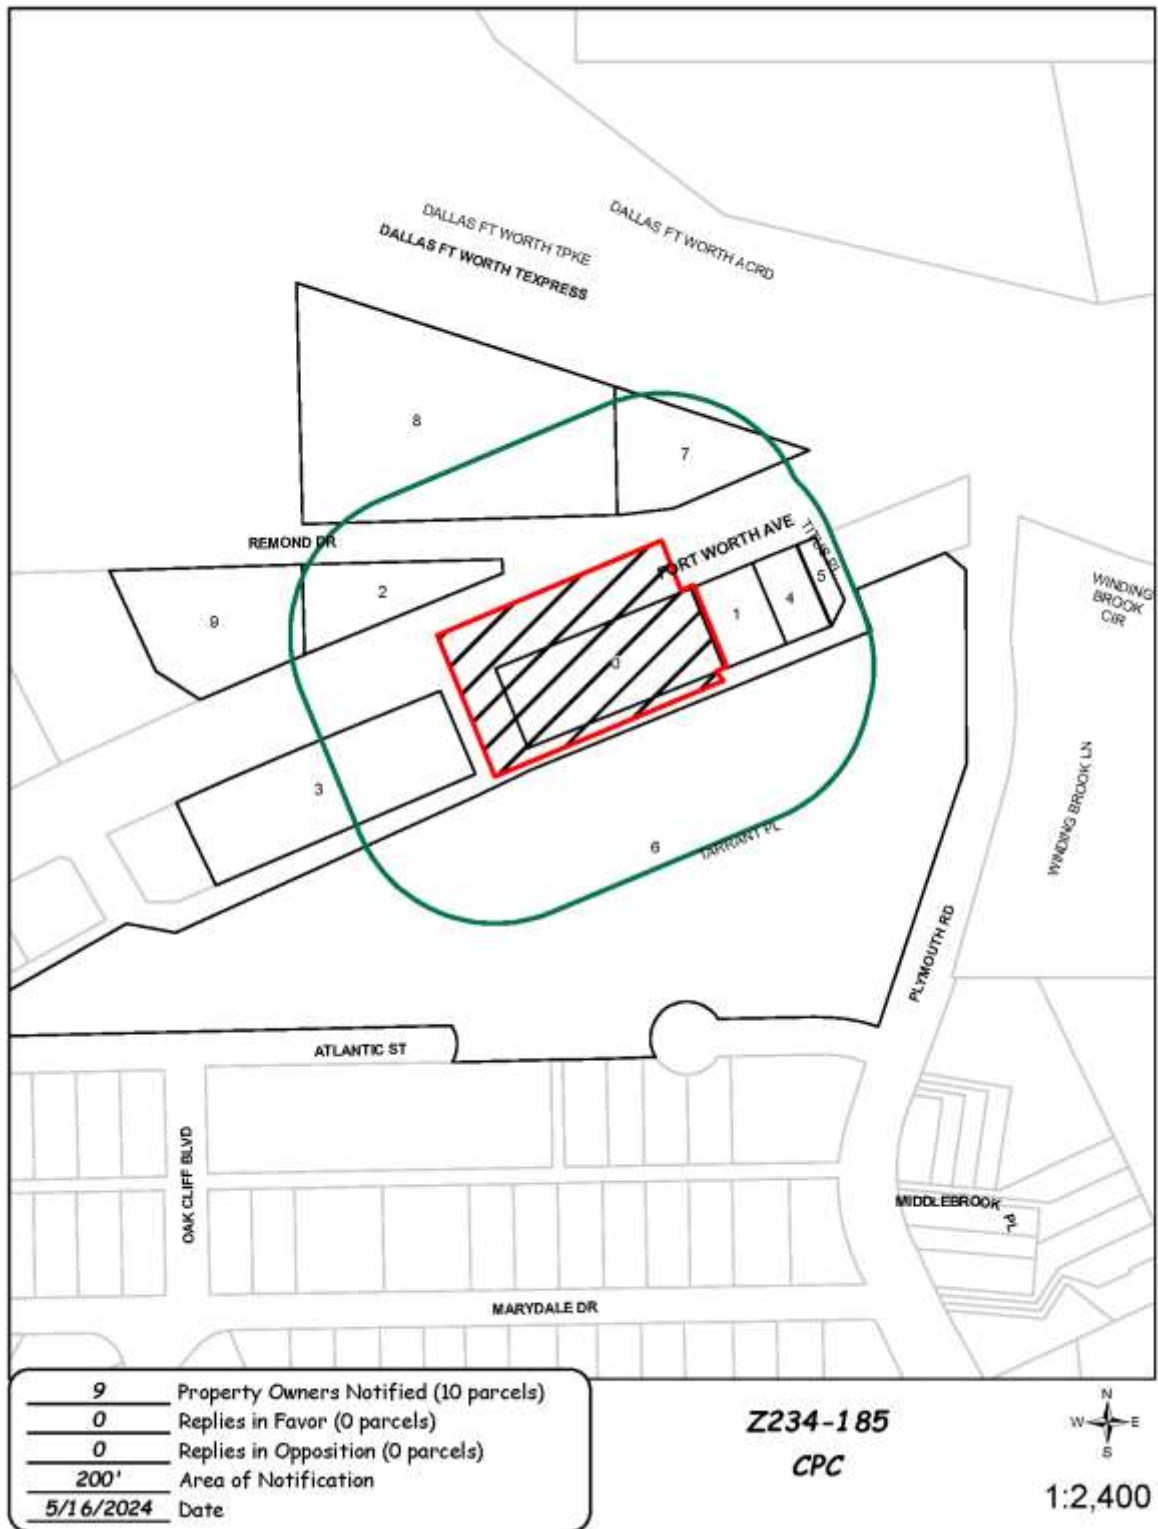 DALLAS FT WORTH TPKE
DALLAS FT WORTH ACRD
DALLAS FT WORTH TEXPRESS
8
7
REMOND DR
FORT WORTH AVE
TITUS PL
2
9
1
4
5
0
WINDING
BROOK
CIR
3
6
TARRANT PL
WINDING BROOK LN
PLYMOUTH RD
ATLANTIC ST
OAK CLIFF BLVD
MIDDLEBROOK PL
MARYDALE DR
9 Property Owners Notified (10 parcels)
0 Replies in Favor (0 parcels)
0 Replies in Opposition (0 parcels)
200' Area of Notification
5/16/2024 Date
Z234-185
CPC
N
W E
S
1:2,400